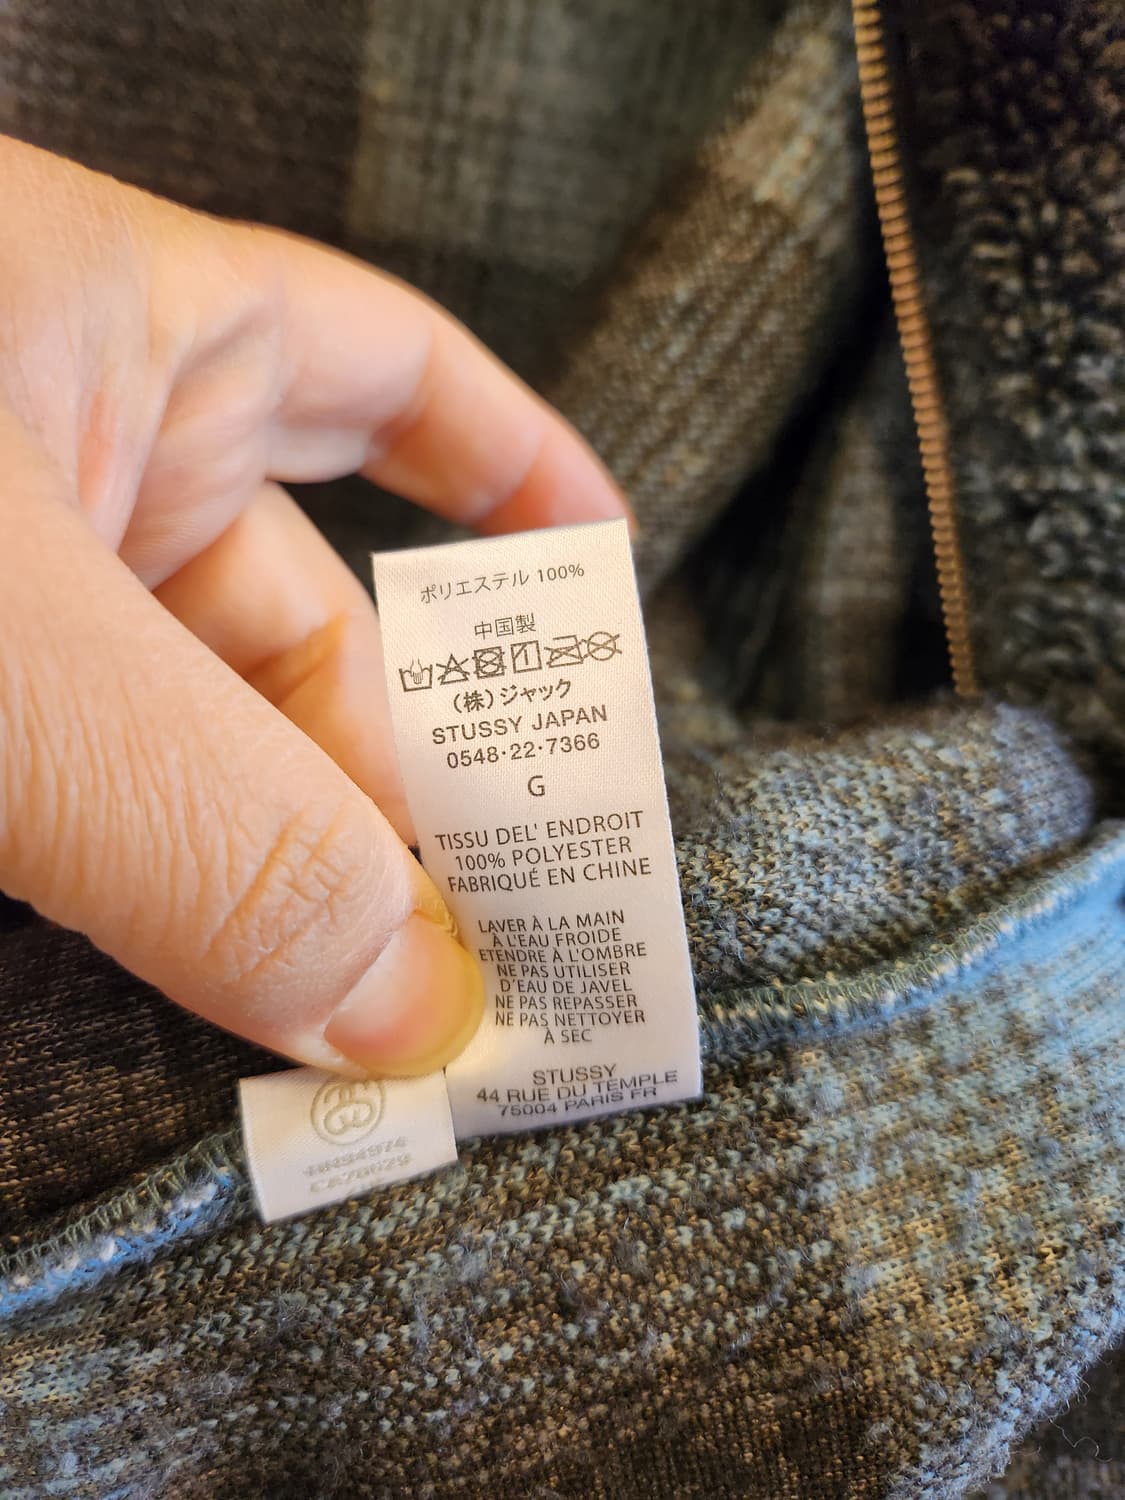 ポリエステル 100%
中国製
(株)ジャック
STUSSY JAPAN
0548·22·7366
G
TISSU DEL' ENDROIT
100% POLYESTER
FABRIQUÉ EN CHINE
LAVER À LA MAIN
À L'EAU FROIDE
ETENDRE À L'OMBRE
NE PAS UTILISER
D'EAU DE JAVEL
NE PAS REPASSER
NE PAS NETTOYER
À SEC
STUSSY
44 RUE DU TEMPLE
75004 PARIS FR